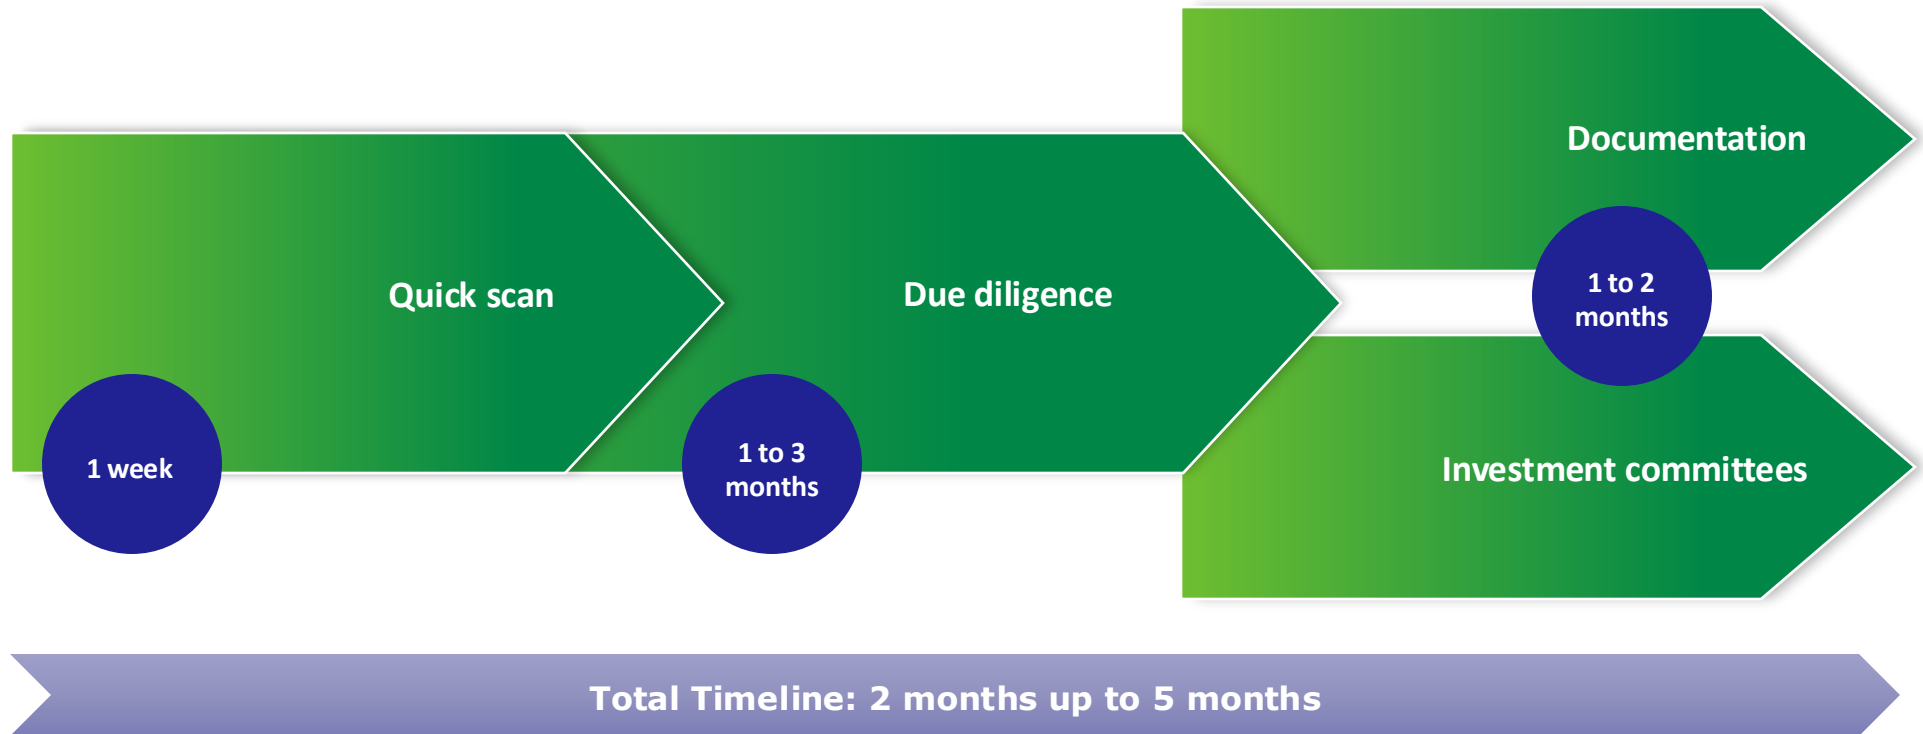 Documentation
Quick scan
Due diligence
1 to 2
months
1 week
1 to 3
months
Investment committees
Total Timeline: 2 months up to 5 months